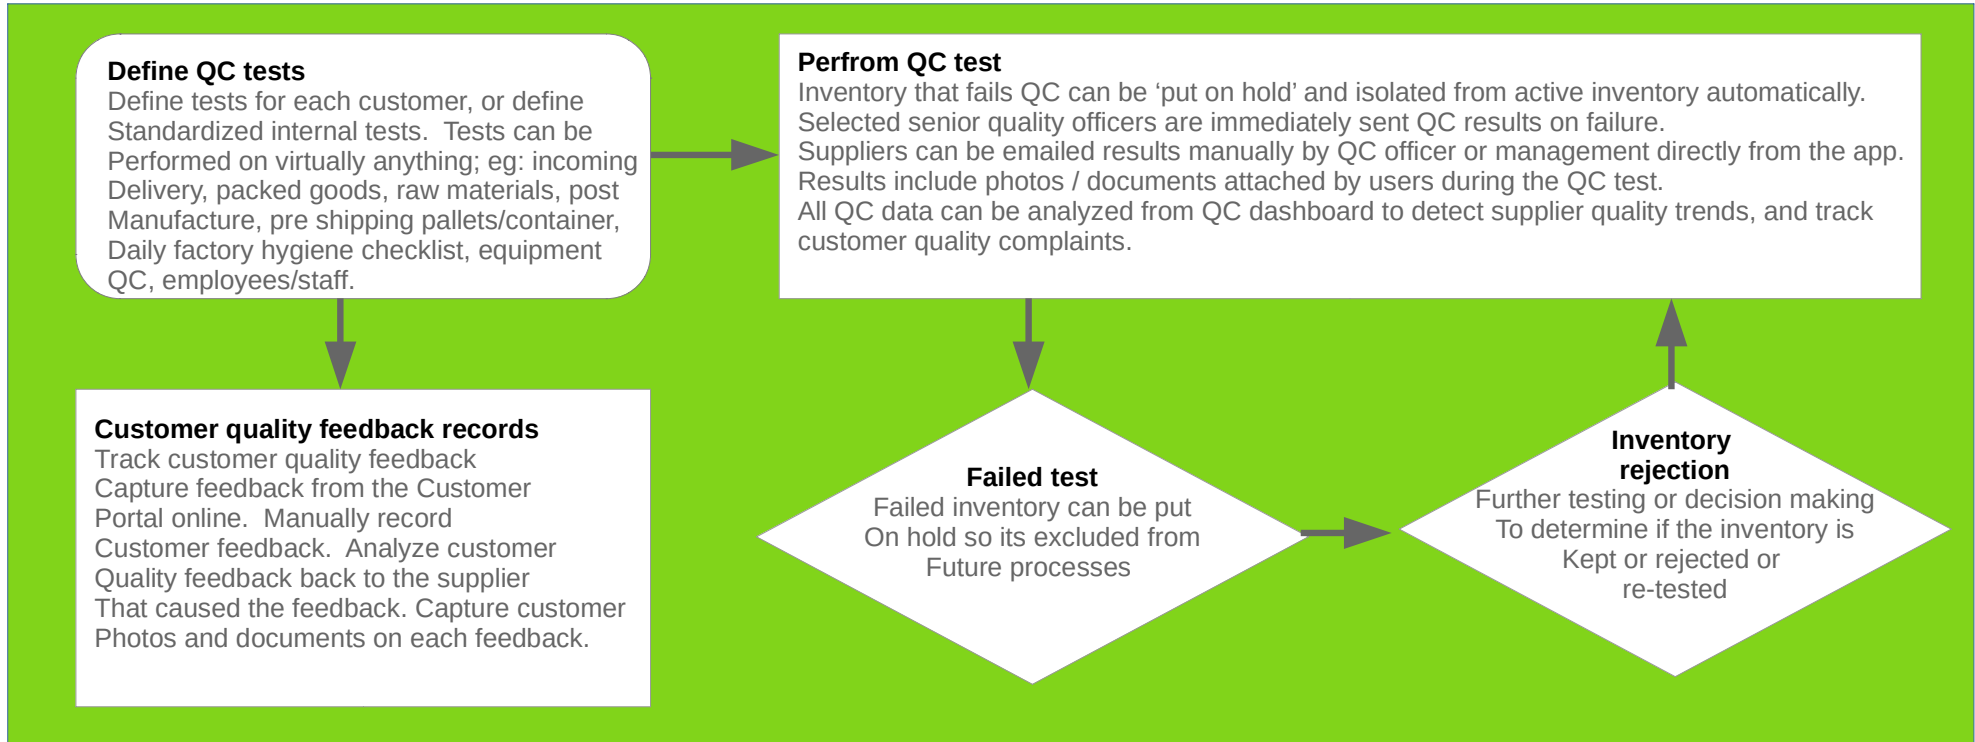 Define QC tests
Define tests for each customer, or define
Standardized internal tests.  Tests can be
Performed on virtually anything; eg: incoming
Delivery, packed goods, raw materials, post
Manufacture, pre shipping pallets/container,
Daily factory hygiene checklist, equipment
QC, employees/staff.
Perfrom QC test
Inventory that fails QC can be ‘put on hold’ and isolated from active inventory automatically.
Selected senior quality officers are immediately sent QC results on failure.
Suppliers can be emailed results manually by QC officer or management directly from the app.
Results include photos / documents attached by users during the QC test.
All QC data can be analyzed from QC dashboard to detect supplier quality trends, and track
customer quality complaints.
Customer quality feedback records
Track customer quality feedback
Capture feedback from the Customer
Portal online.  Manually record
Customer feedback.  Analyze customer
Quality feedback back to the supplier
That caused the feedback. Capture customer
Photos and documents on each feedback.
Failed test
Failed inventory can be put
On hold so its excluded from
Future processes
Inventory
rejection
Further testing or decision making
To determine if the inventory is
Kept or rejected or
re-tested